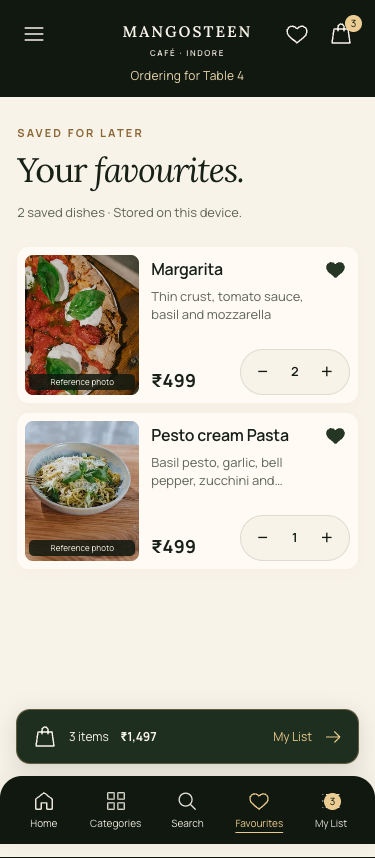 MANGOSTEEN
3
CAFÉ · INDORE
Ordering for Table 4
SAVED FOR LATER
Your favourites.
2 saved dishes · Stored on this device.
Margarita
Thin crust, tomato sauce,
basil and mozzarella
Reference photo
₹499
− 2 +
Pesto cream Pasta
Basil pesto, garlic, bell
pepper, zucchini and...
Reference photo
₹499
− 1 +
3 items ₹1,497 My List →
3
Home Categories Search Favourites My List